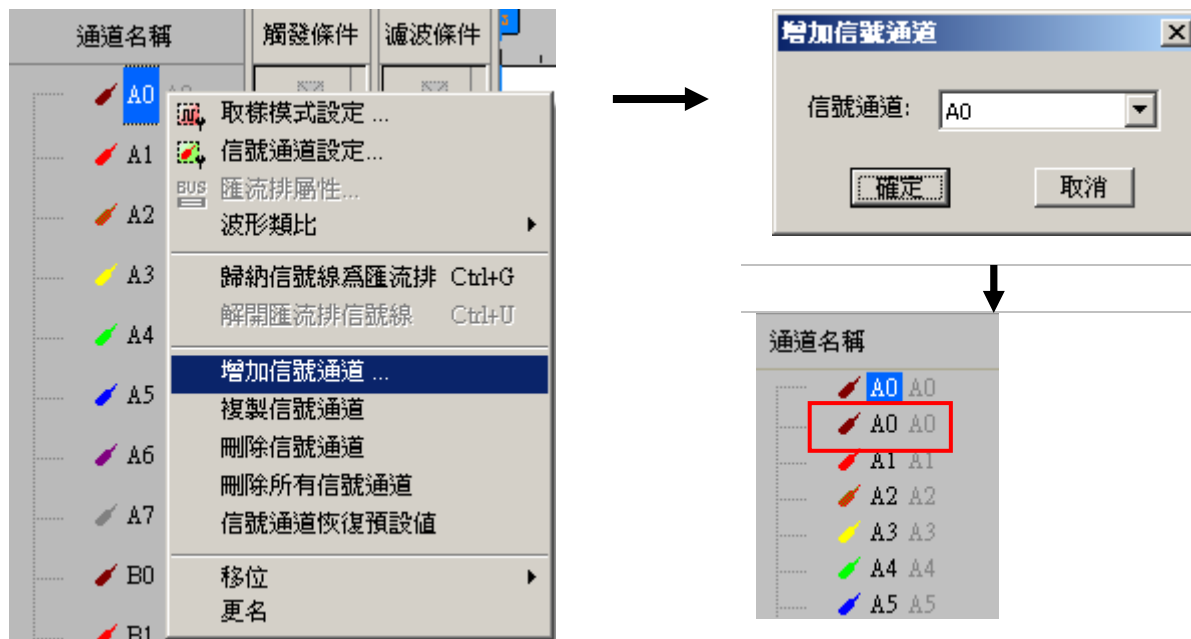 通道名稱
觸發條件
濾波條件
A0
A1
A2
A3
A4
A5
A6
A7
B0
B1
取樣模式設定 ...
信號通道設定...
BUS 匯流排屬性...
波形類比
歸納信號線爲匯流排 Ctrl+G
解開匯流排信號線 Ctrl+U
增加信號通道 ...
複製信號通道
刪除信號通道
刪除所有信號通道
信號通道恢復預設值
移位
更名
增加信號通道
信號通道: A0
確定 取消
通道名稱
A0 A0
A0 A0
A1 A1
A2 A2
A3 A3
A4 A4
A5 A5